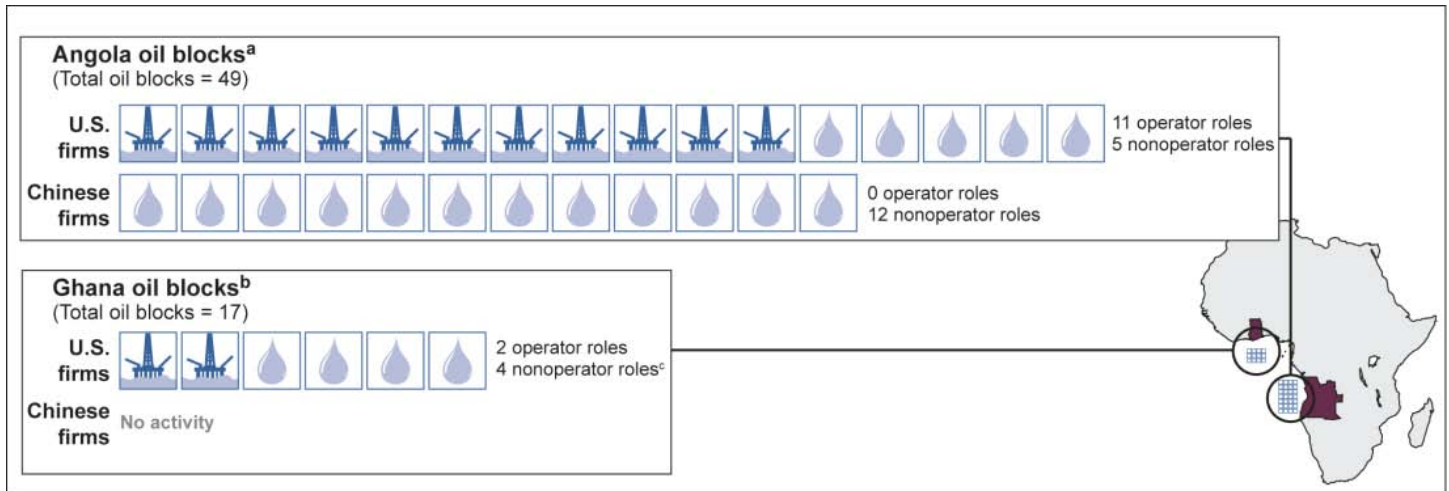 Angola oil blocksa
(Total oil blocks = 49)
U.S.
firms
11 operator roles
5 nonoperator roles
Chinese
firms
0 operator roles
12 nonoperator roles
Ghana oil blocksb
(Total oil blocks = 17)
U.S.
firms
2 operator roles
4 nonoperator rolesc
Chinese
firms
No activity